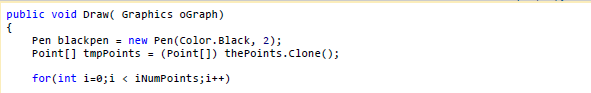 public void Draw( Graphics oGraph)
{
Pen blackpen = new Pen(Color.Black, 2);
Point[] tmpPoints = (Point[]) thePoints.Clone();
for(int i=0;i < iNumPoints;i++)